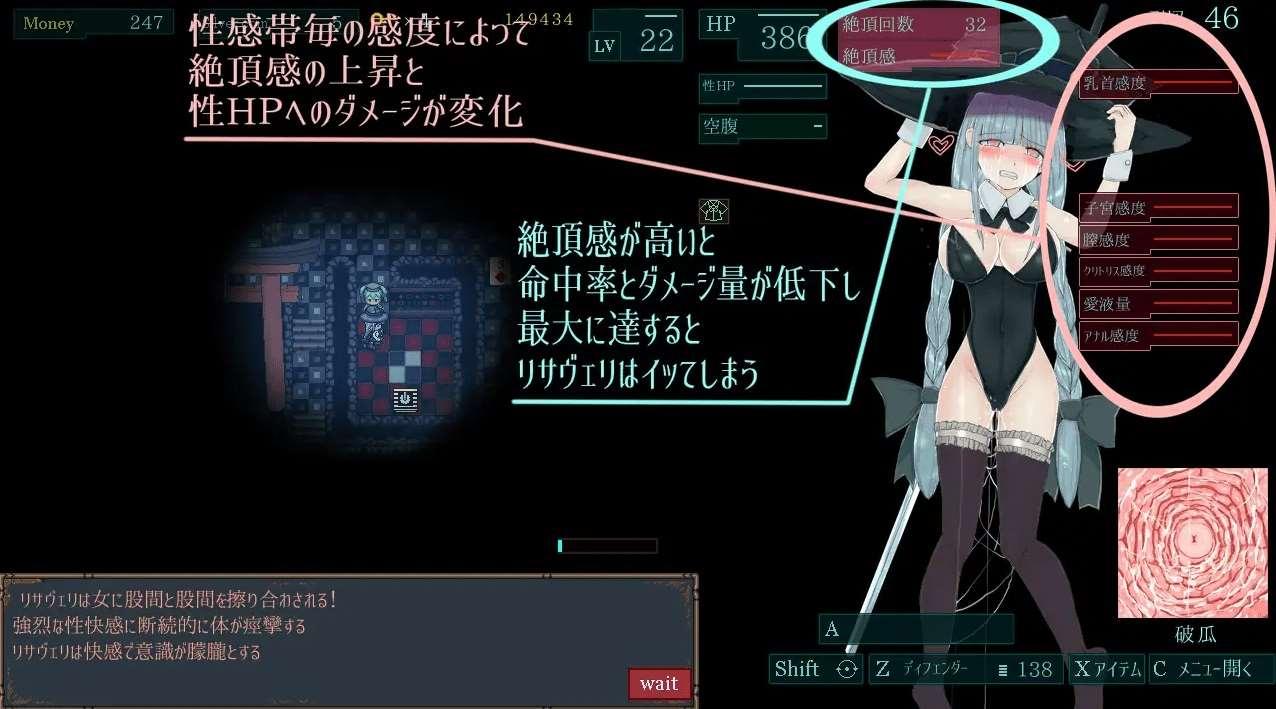 Money 247
149434
LV 22
HP 386
性HP
空腹
絶頂回数 32
絶頂感
46
性感帯毎の感度によって
絶頂感の上昇と
性HPへのダメージが変化
乳首感度
子宮感度
膣感度
クリトリス感度
愛液量
アナル感度
絶頂感が高いと
命中率とダメージ量が低下し
最大に達すると
リサヴェリはイッてしまう
リサヴェリは女に股間と股間を擦り合わされる!
強烈な性快感に断続的に体が痙攣する
リサヴェリは快感で意識が朦朧とする
wait
破瓜
A
Shift
Z ディフェンダー 138
X アイテム
C メニュー開く